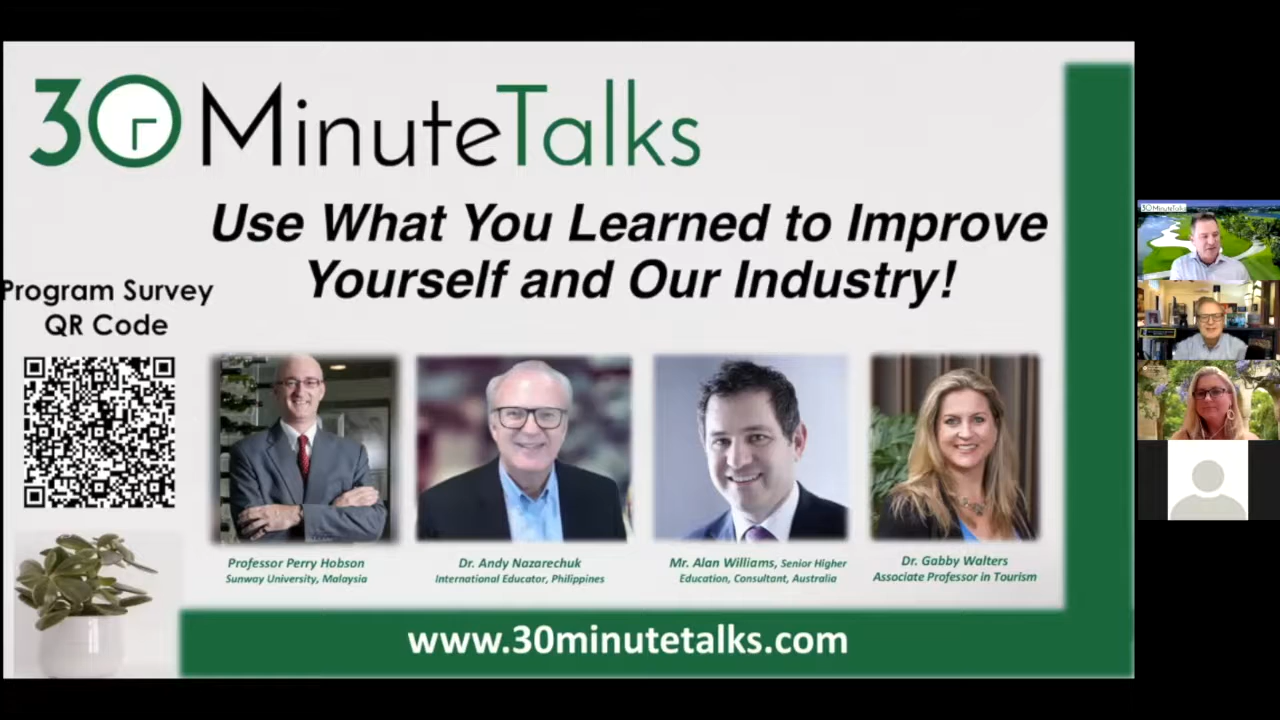 30MinuteTalks
Use What You Learned to Improve
Yourself and Our Industry!
Program Survey
QR Code
Professor Perry Hobson
Sunway University, Malaysia
Dr. Andy Nazarechuk
International Educator, Philippines
Mr. Alan Williams, Senior Higher
Education, Consultant, Australia
Dr. Gabby Walters
Associate Professor in Tourism
www.30minutetalks.com
30MinuteTalks